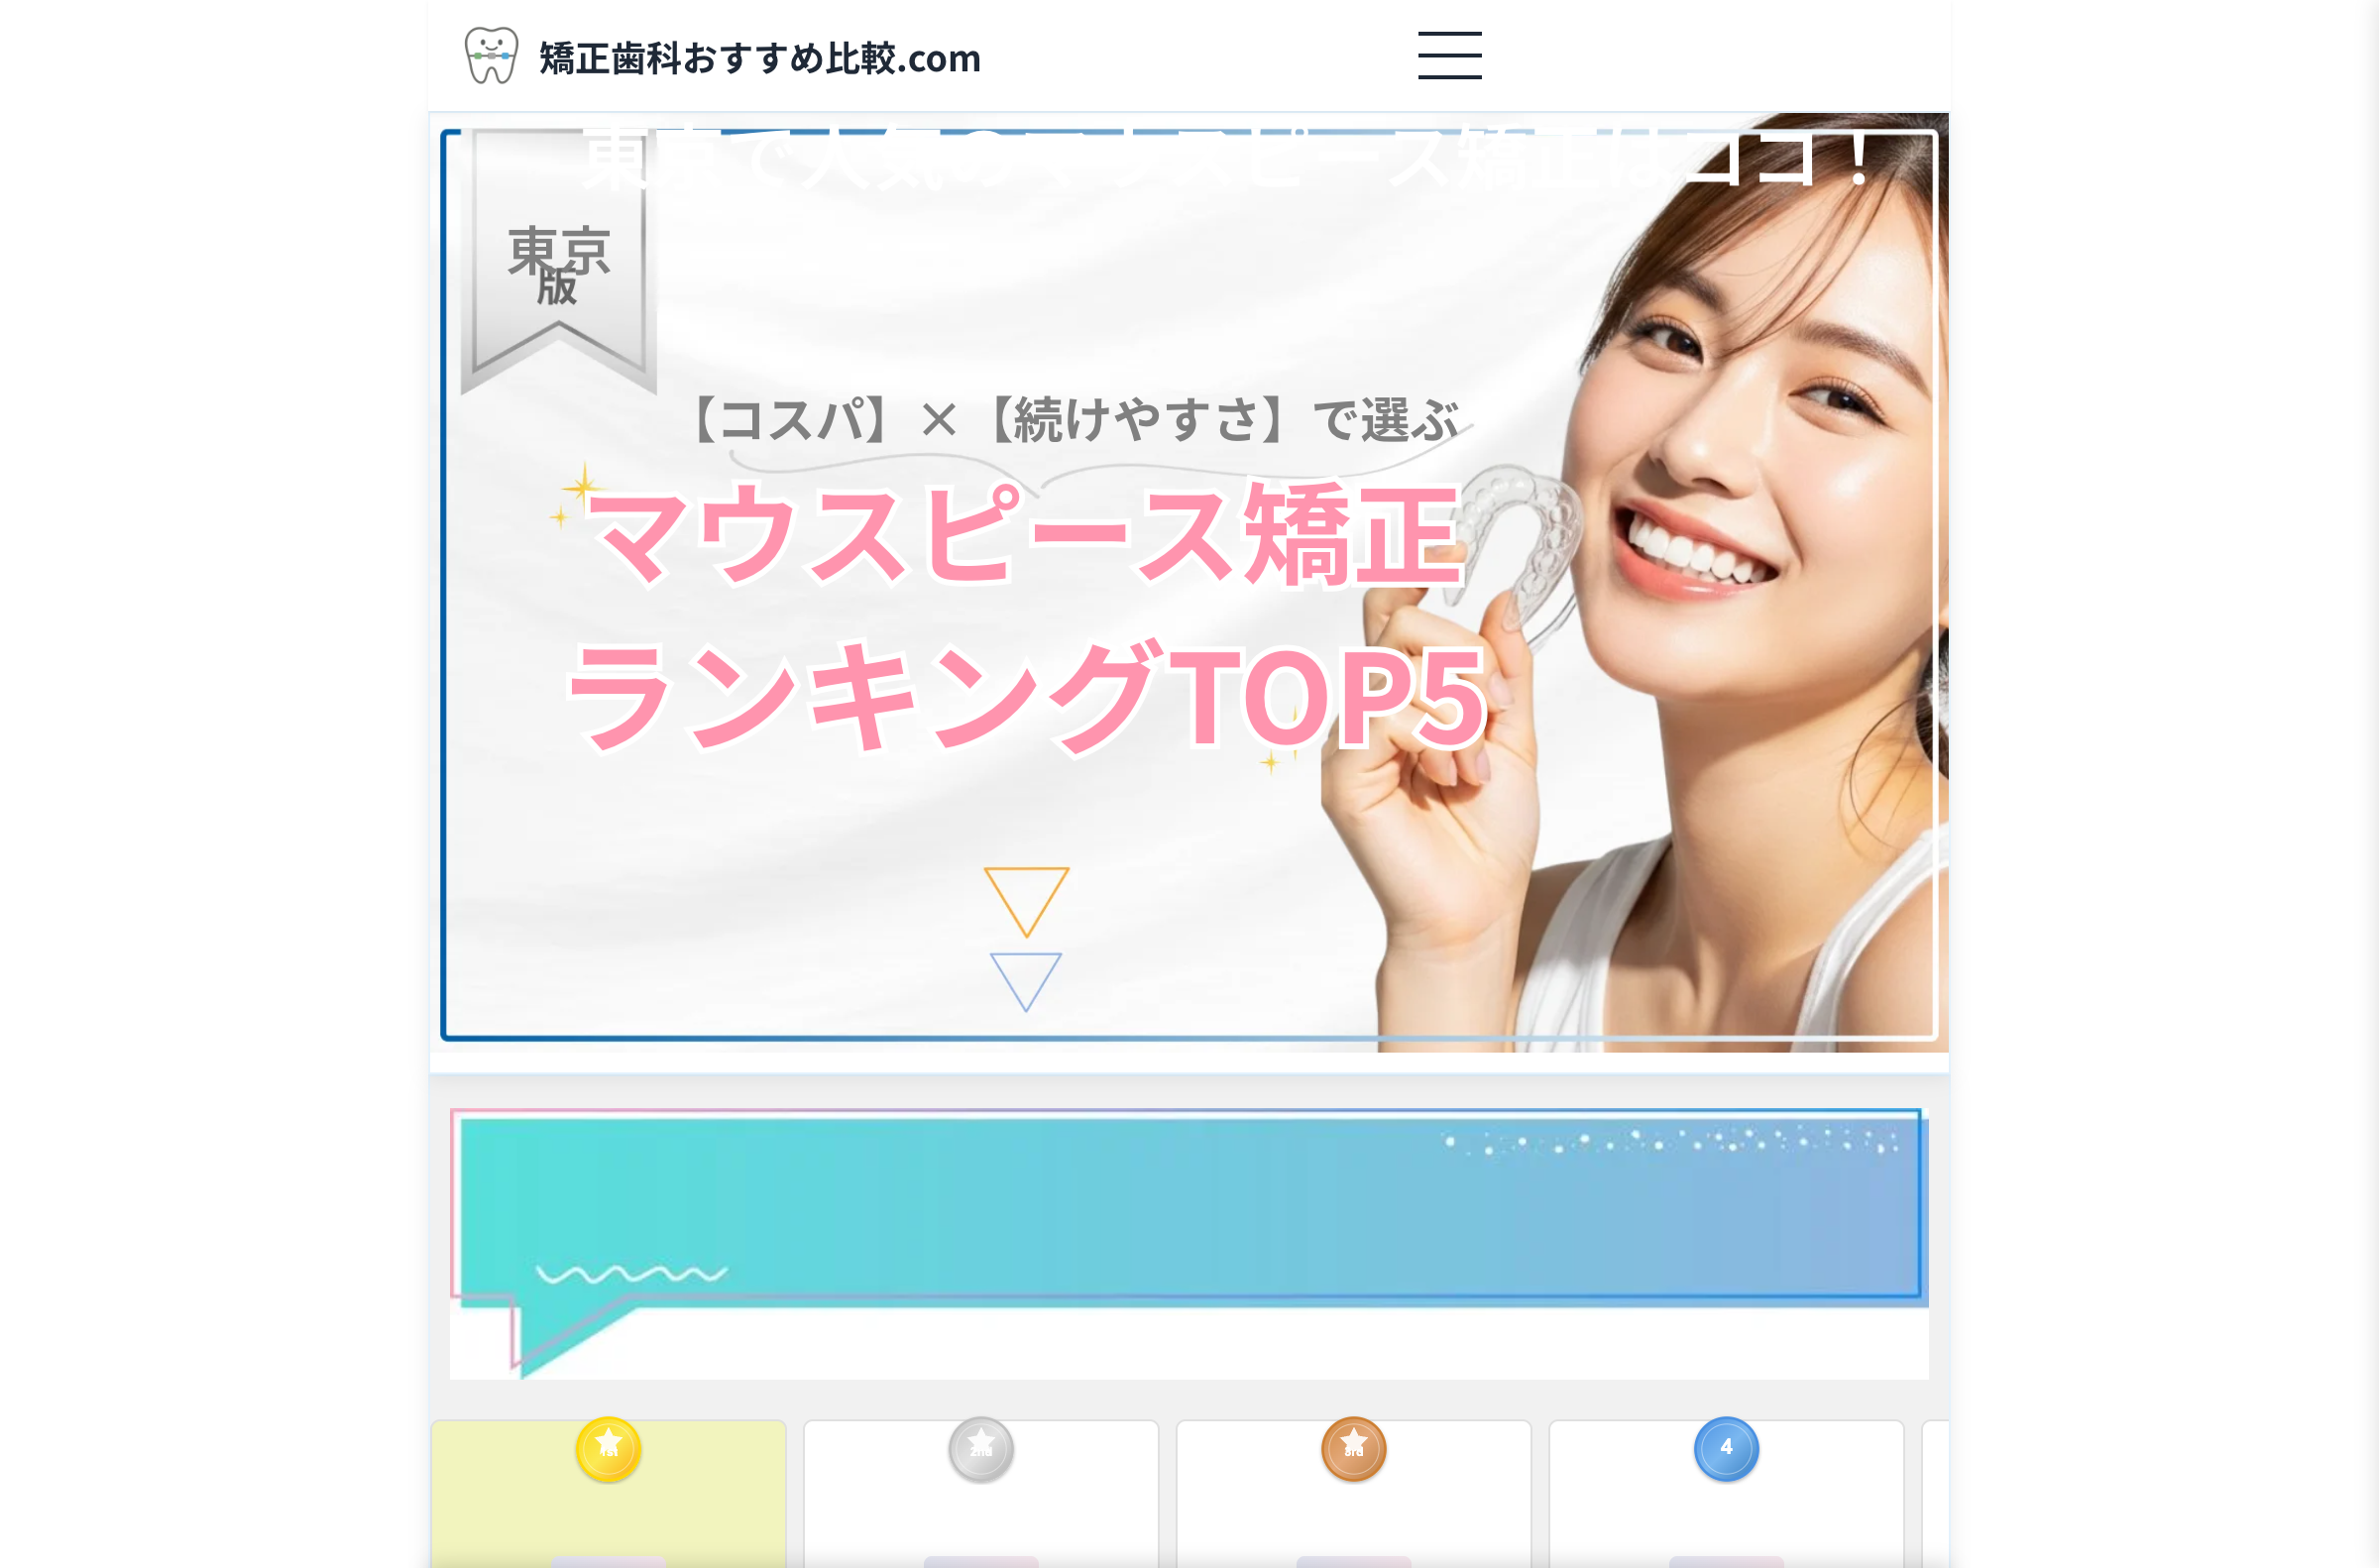 矯正歯科おすすめ比較.com
東京で人気のマウスピース矯正はココ！
東京
版
【コスパ】×【続けやすさ】で選ぶ
マウスピース矯正
ランキングTOP5
1st
2nd
3rd
4